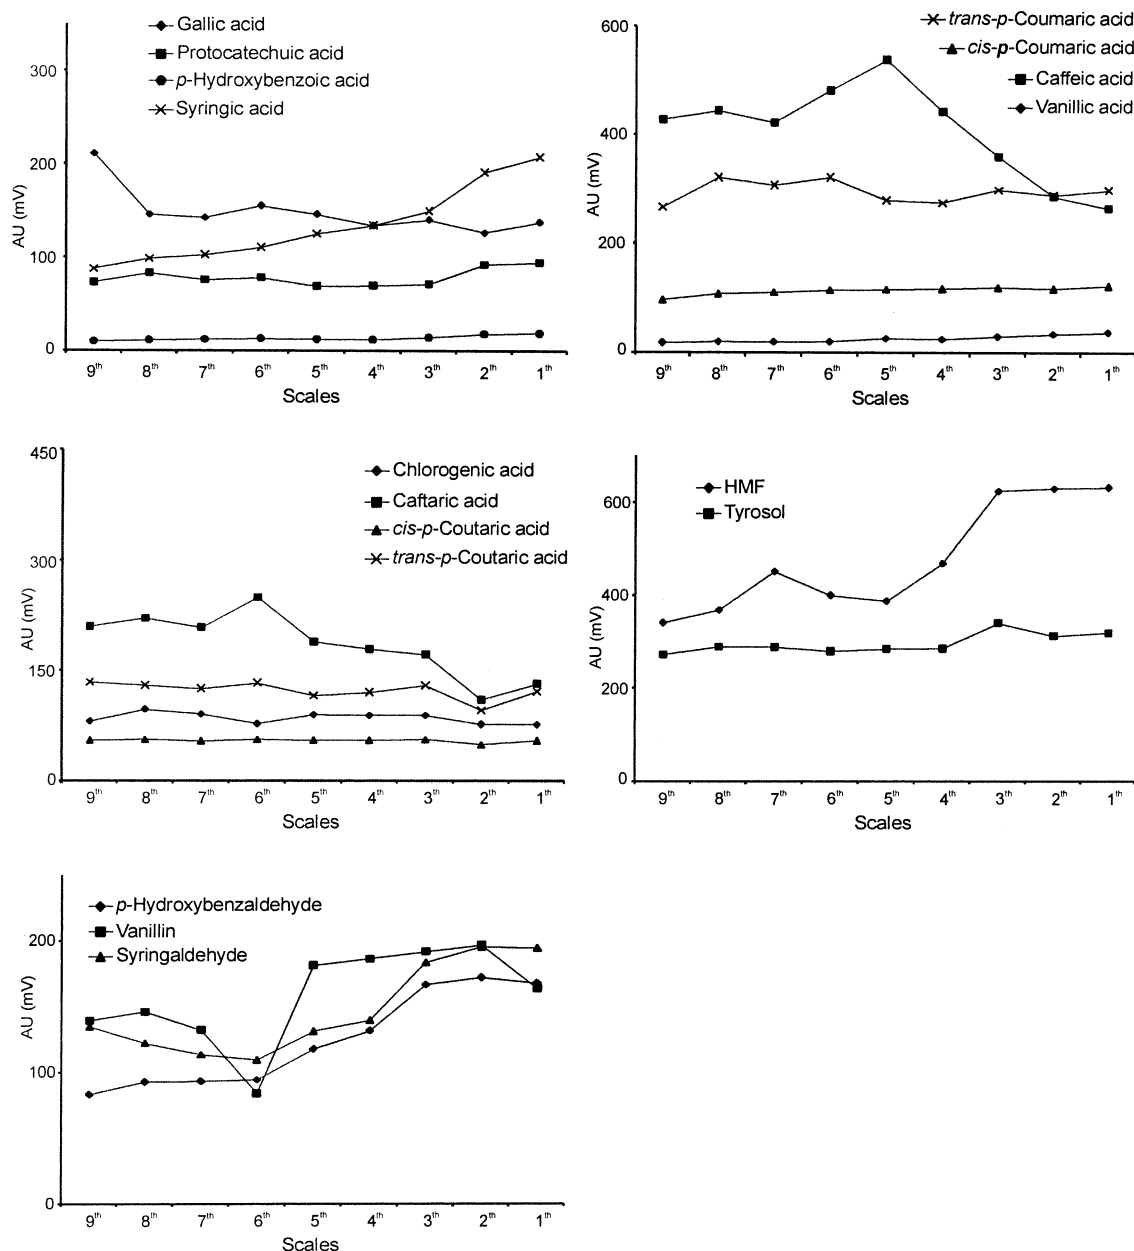 Gallic acid
Protocatechuic acid
p-Hydroxybenzoic acid
Syringic acid
300
200
100
0
AU (mV)
9th 8th 7th 6th 5th 4th 3th 2th 1th
Scales
trans-p-Coumaric acid
cis-p-Coumaric acid
Caffeic acid
Vanillic acid
600
400
200
0
AU (mV)
9th 8th 7th 6th 5th 4th 3th 2th 1th
Scales
Chlorogenic acid
Caftaric acid
cis-p-Coutaric acid
trans-p-Coutaric acid
450
300
150
0
AU (mV)
9th 8th 7th 6th 5th 4th 3th 2th 1th
Scales
HMF
Tyrosol
600
400
200
0
AU (mV)
9th 8th 7th 6th 5th 4th 3th 2th 1th
Scales
p-Hydroxybenzaldehyde
Vanillin
Syringaldehyde
200
100
0
AU (mV)
9th 8th 7th 6th 5th 4th 3th 2th 1th
Scales